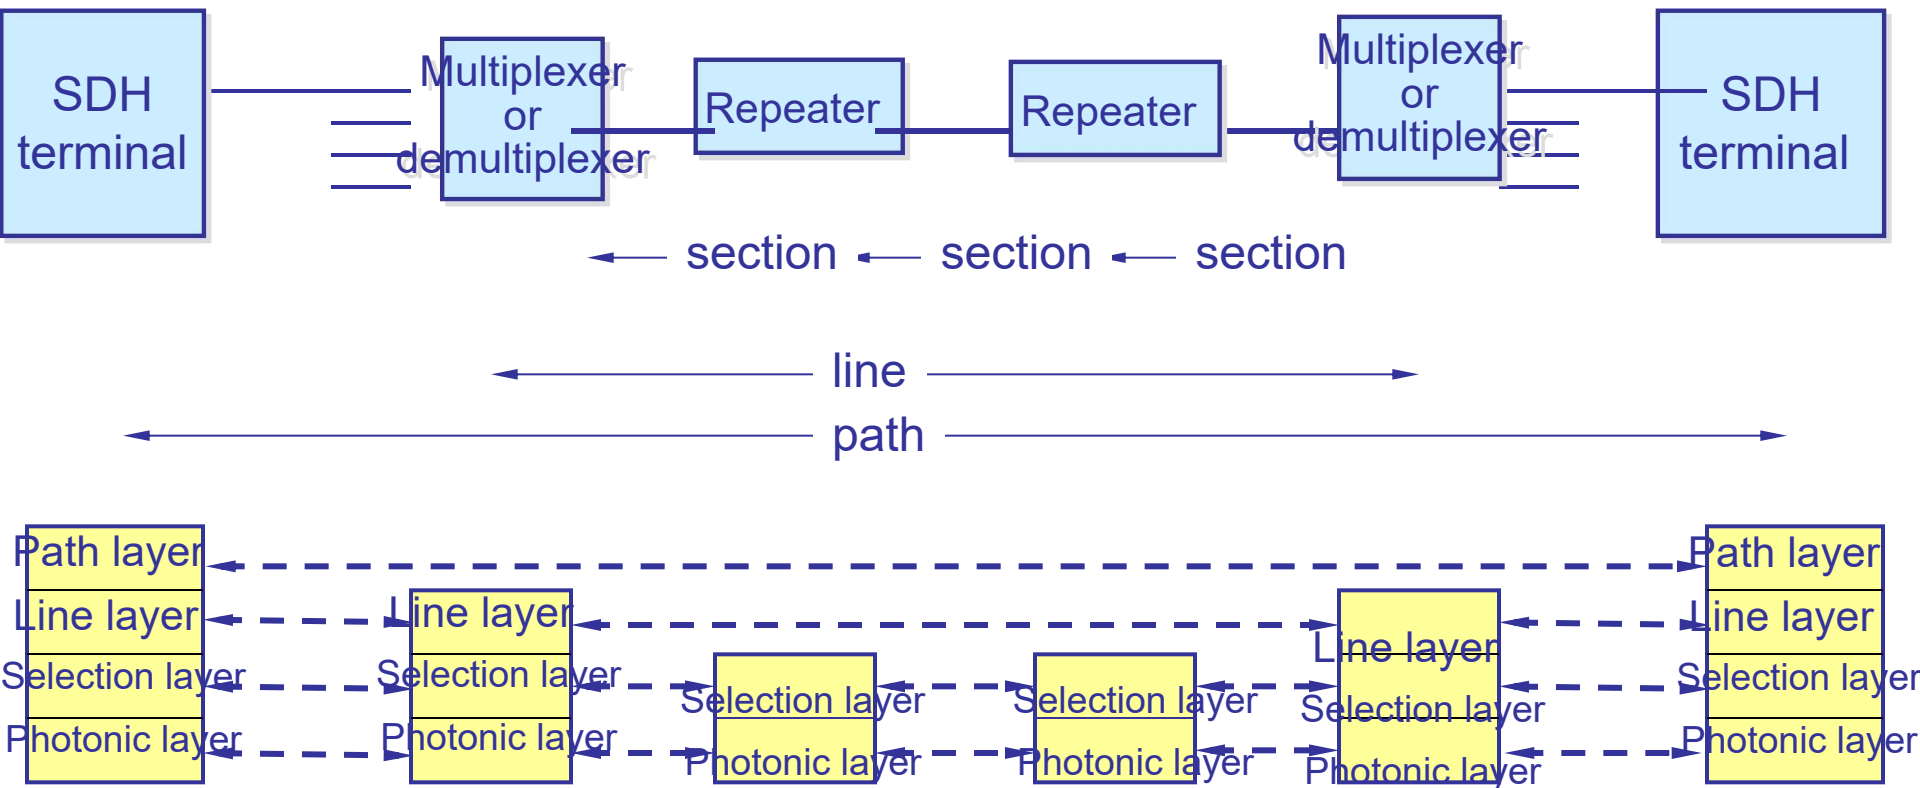 SDH
terminal
Multiplexer
or
demultiplexer
Repeater
Repeater
Multiplexer
or
demultiplexer
SDH
terminal
section
section
section
line
path
Path layer
Line layer
Selection layer
Photonic layer
Line layer
Selection layer
Photonic layer
Selection layer
Photonic layer
Selection layer
Photonic layer
Line layer
Selection layer
Photonic layer
Path layer
Line layer
Selection layer
Photonic layer